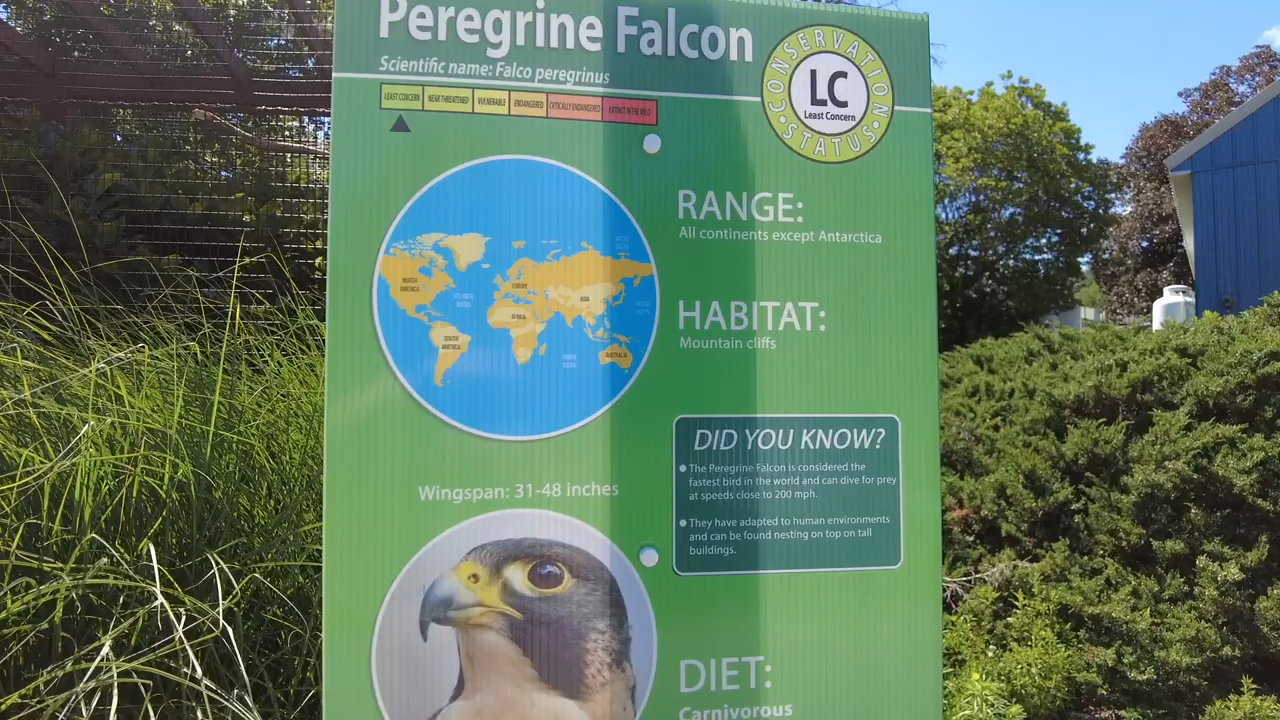 Peregrine Falcon
Scientific name: Falco peregrinus
LEAST CONCERN
NEAR THREATENED
VULNERABLE
ENDANGERED
CRITICALLY ENDANGERED
EXTINCT IN THE WILD
CONSERVATION
LC
Least Concern
STATUS
RANGE:
All continents except Antarctica
NORTH
AMERICA
ATLANTIC
OCEAN
EUROPE
ASIA
AFRICA
SOUTH
AMERICA
AUSTRALIA
HABITAT:
Mountain cliffs
DID YOU KNOW?
The Peregrine Falcon is considered the
fastest bird in the world and can dive for prey
at speeds close to 200 mph.
They have adapted to human environments
and can be found nesting on top on tall
buildings.
Wingspan: 31-48 inches
DIET:
Carnivorous